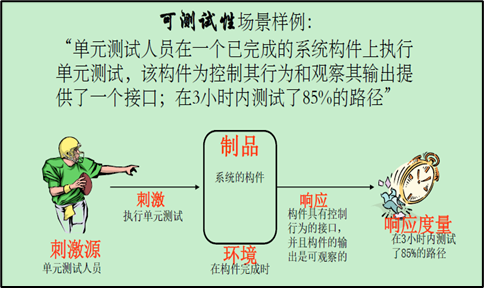 可测试性场景样例：
“单元测试人员在一个已完成的系统构件上执行
单元测试，该构件为控制其行为和观察其输出提
供了一个接口；在3小时内测试了85%的路径”
制品
系统的构件
刺激
执行单元测试
响应
构件具有控制
行为的接口，
并且构件的输
出是可观察的
响应度量
在3小时内测试
了85%的路径
刺激源
单元测试人员
环境
在构件完成时